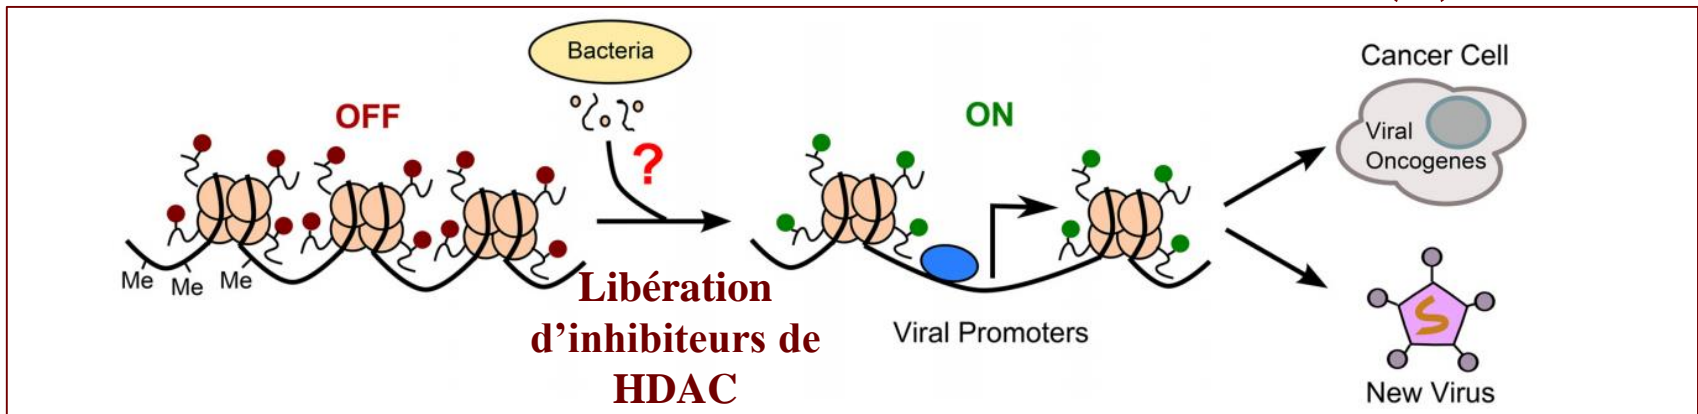 Cancer Cell
Bacteria
OFF
ON
?
Viral
Oncogenes
Me
Me
Me
Libération
d’inhibiteurs de
HDAC
Viral Promoters
New Virus